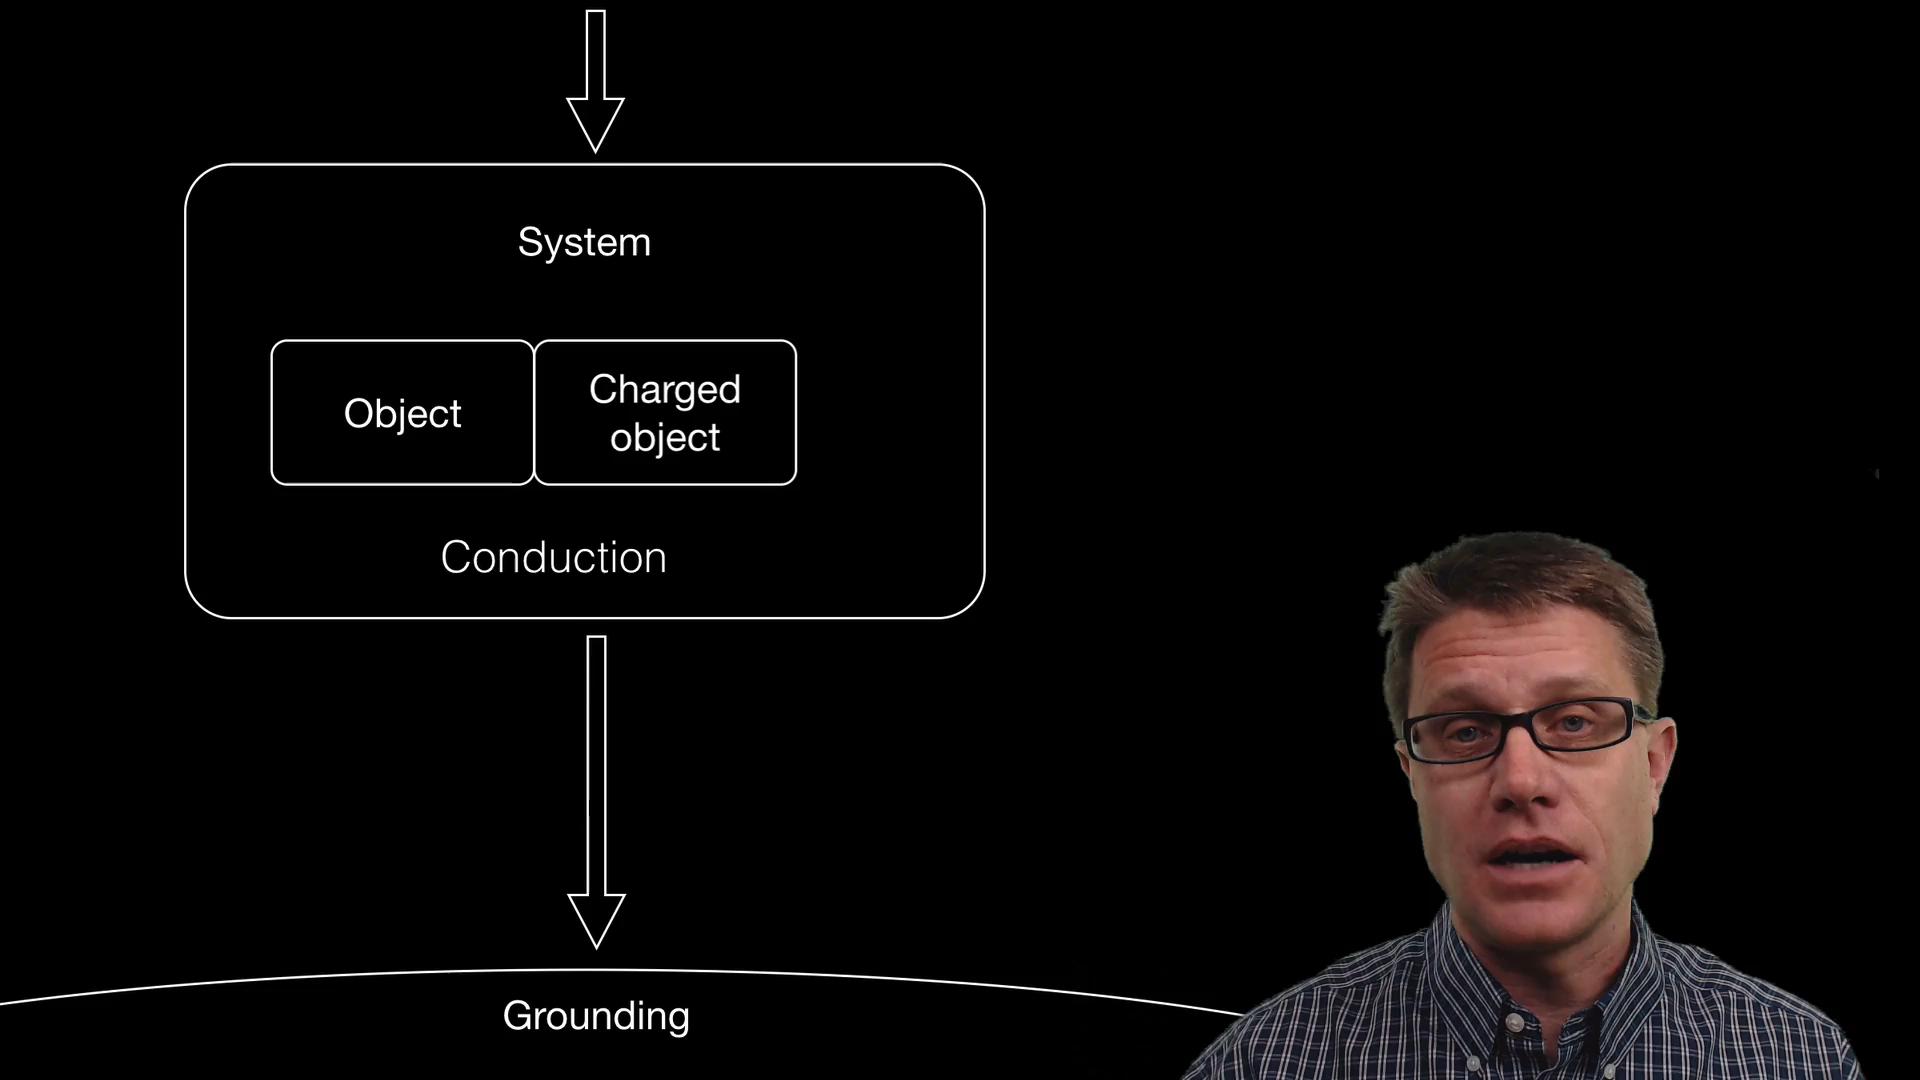 System
Object
Charged
object
Conduction
Grounding